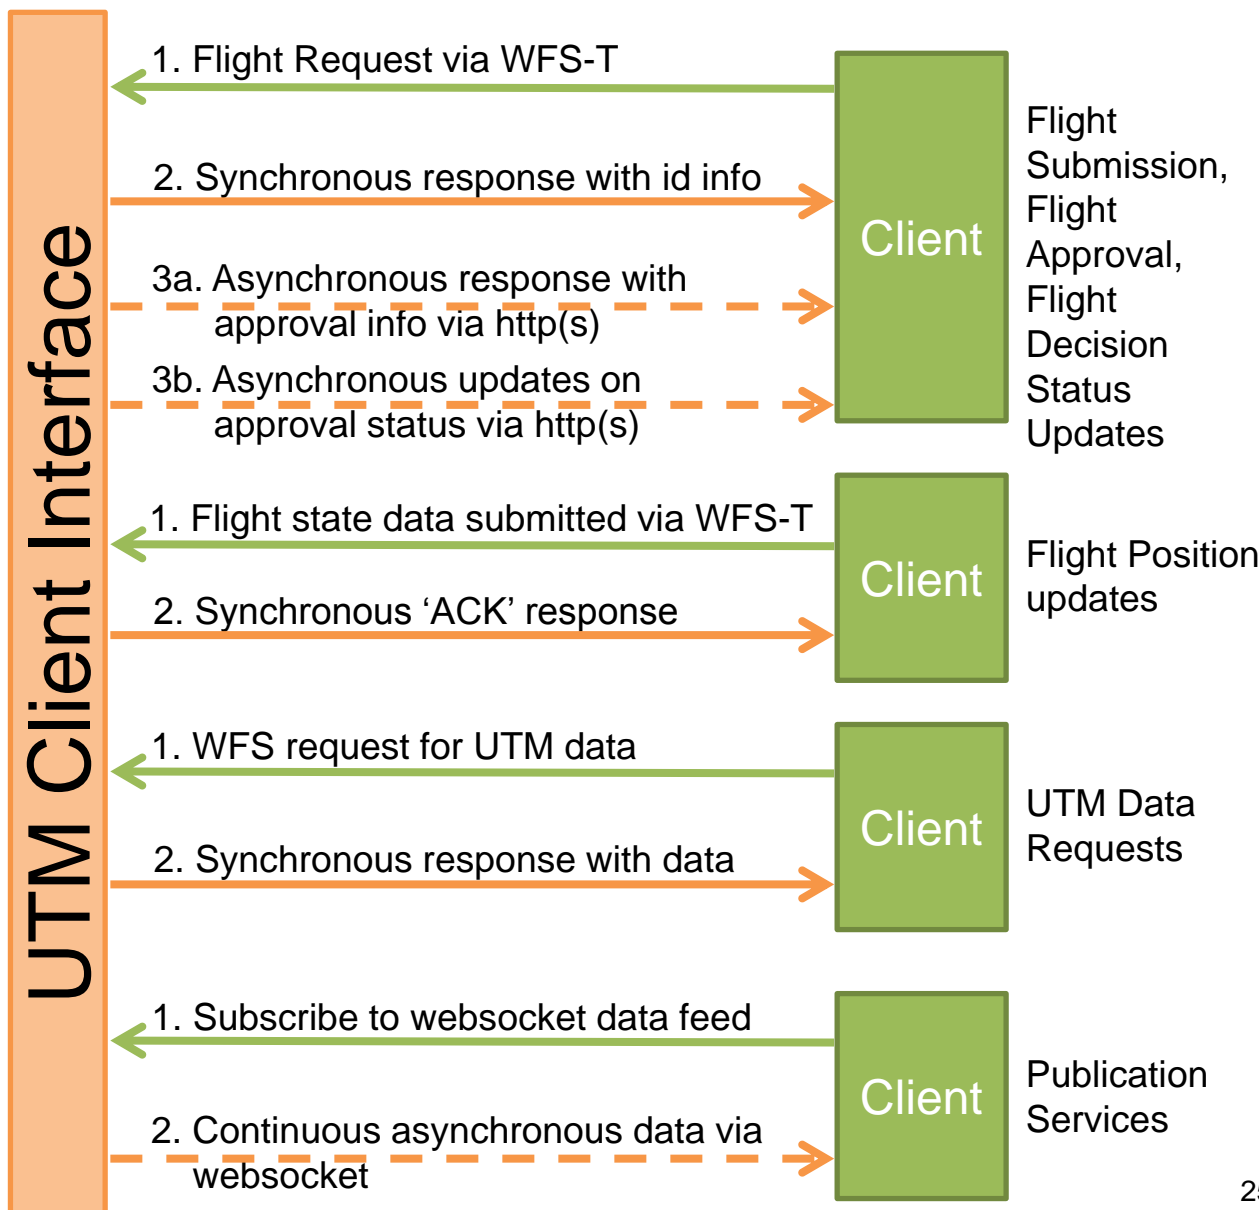 UTM Client Interface
1. Flight Request via WFS-T
2. Synchronous response with id info
3a. Asynchronous response with
approval info via http(s)
3b. Asynchronous updates on
approval status via http(s)
Client
Flight
Submission,
Flight
Approval,
Flight
Decision
Status
Updates
1. Flight state data submitted via WFS-T
2. Synchronous ‘ACK’ response
Client
Flight Position
updates
1. WFS request for UTM data
2. Synchronous response with data
Client
UTM Data
Requests
1. Subscribe to websocket data feed
2. Continuous asynchronous data via
websocket
Client
Publication
Services